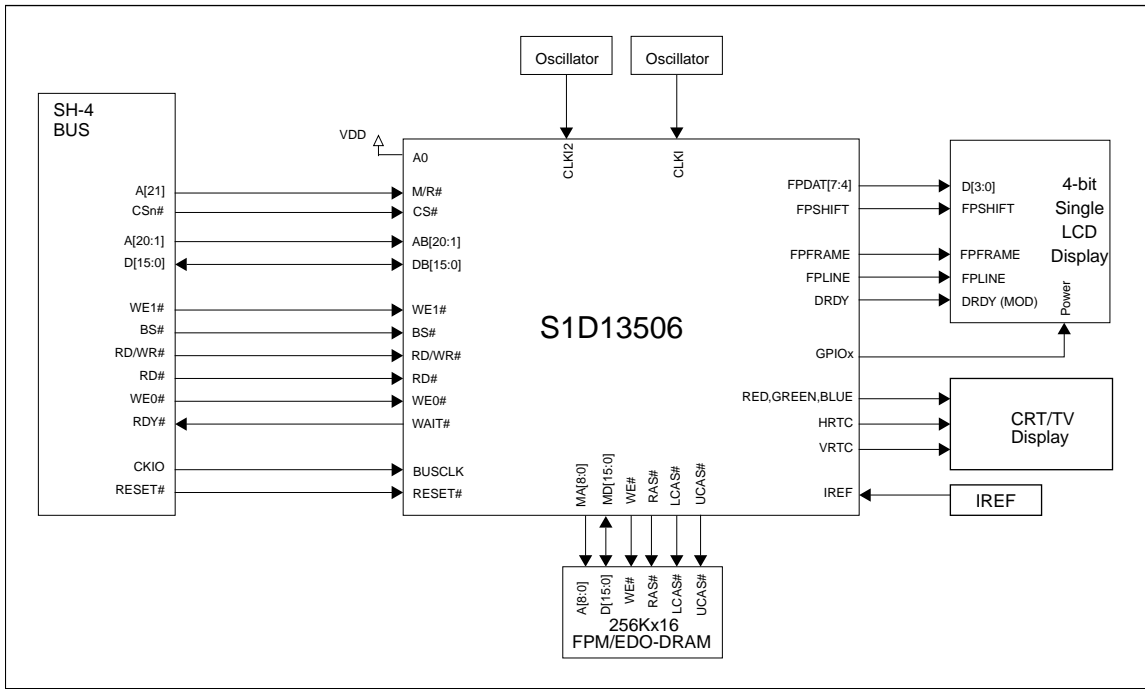 Oscillator
Oscillator
SH-4
BUS
VDD
A0
CLKI2
CLKI
A[21]
M/R#
CSn#
CS#
A[20:1]
AB[20:1]
D[15:0]
DB[15:0]
WE1#
WE1#
BS#
BS#
RD/WR#
RD/WR#
RD#
RD#
WE0#
WE0#
RDY#
WAIT#
CKIO
BUSCLK
RESET#
RESET#
S1D13506
FPDAT[7:4]
D[3:0]
FPSHIFT
FPSHIFT
FPFRAME
FPFRAME
FPLINE
FPLINE
DRDY
DRDY (MOD)
4-bit
Single
LCD
Display
Power
GPIOx
RED,GREEN,BLUE
HRTC
VRTC
CRT/TV
Display
IREF
IREF
MA[8:0]
MD[15:0]
WE#
RAS#
LCAS#
UCAS#
A[8:0]
D[15:0]
WE#
RAS#
LCAS#
UCAS#
256Kx16
FPM/EDO-DRAM